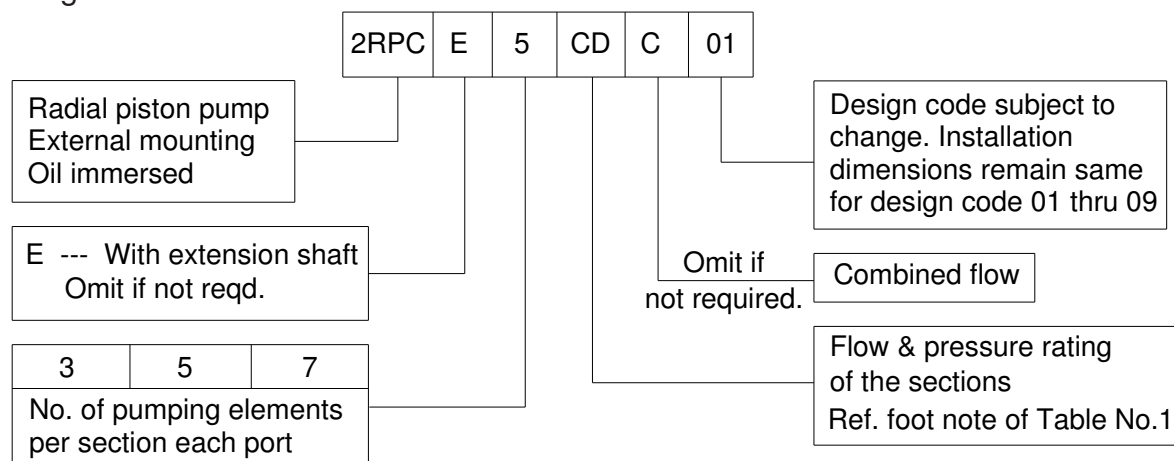 2RPC E 5 CD C 01
Radial piston pump
External mounting
Oil immersed
Design code subject to
change. Installation
dimensions remain same
for design code 01 thru 09
E --- With extension shaft
Omit if not reqd.
Omit if
not required.
Combined flow
3 5 7
No. of pumping elements
per section each port
Flow & pressure rating
of the sections
Ref. foot note of Table No.1